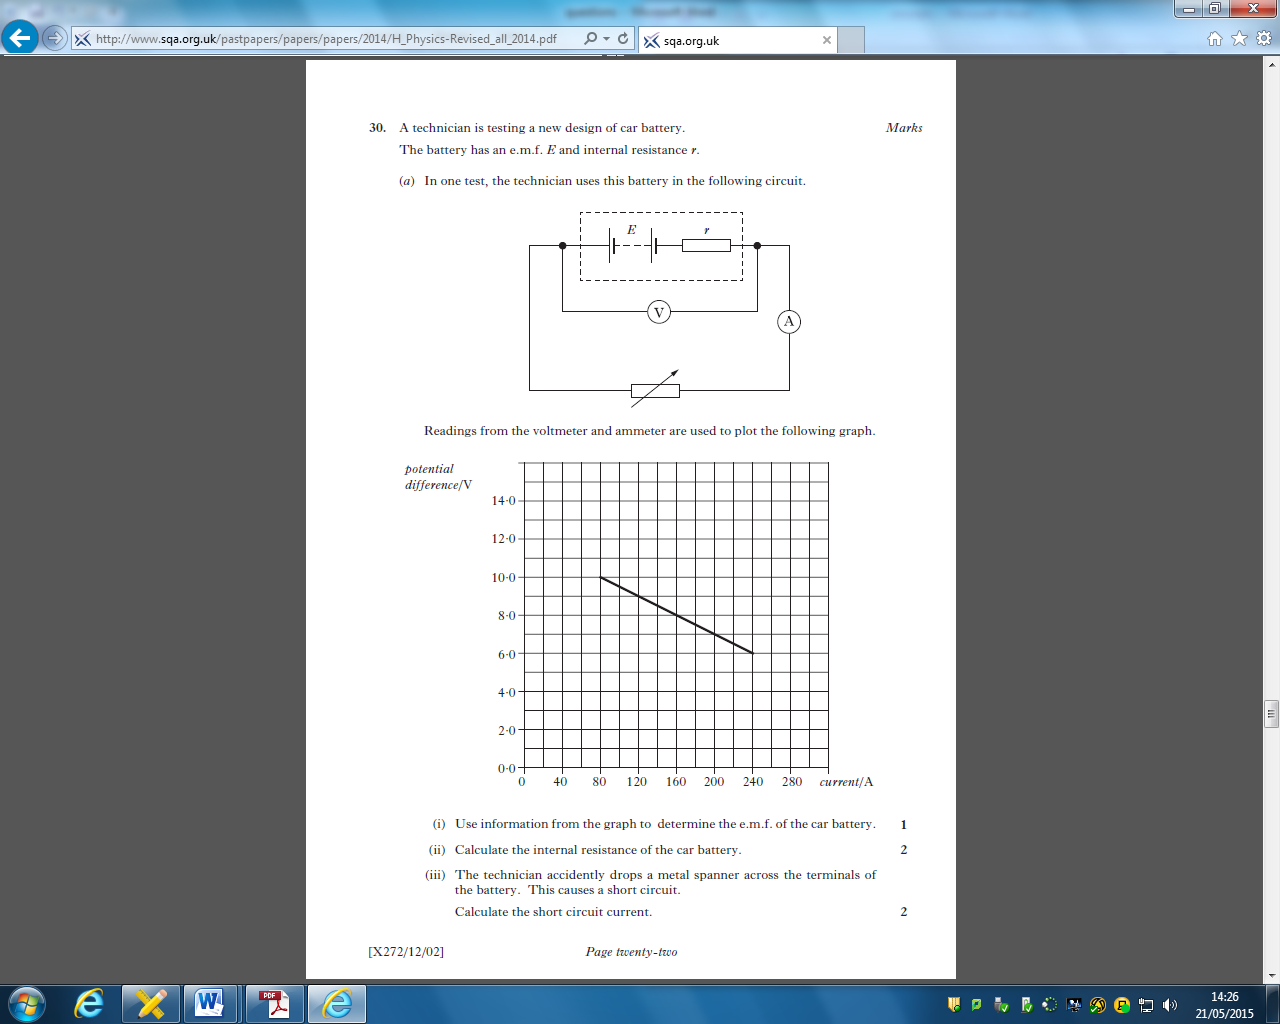 http://www.sqa.org.uk/pastpapers/papers/papers/2014/H_Physics-Revised_all_2014.pdf
sqa.org.uk
30. A technician is testing a new design of car battery. Marks
The battery has an e.m.f. E and internal resistance r.
(a) In one test, the technician uses this battery in the following circuit.
E r
V
A
Readings from the voltmeter and ammeter are used to plot the following graph.
potential
difference/V
14·0
12·0
10·0
8·0
6·0
4·0
2·0
0·0
0 40 80 120 160 200 240 280 current/A
(i) Use information from the graph to determine the e.m.f. of the car battery. 1
(ii) Calculate the internal resistance of the car battery. 2
(iii) The technician accidently drops a metal spanner across the terminals of
the battery. This causes a short circuit.
Calculate the short circuit current. 2
[X272/12/02] Page twenty-two
PDF
14:26
21/05/2015